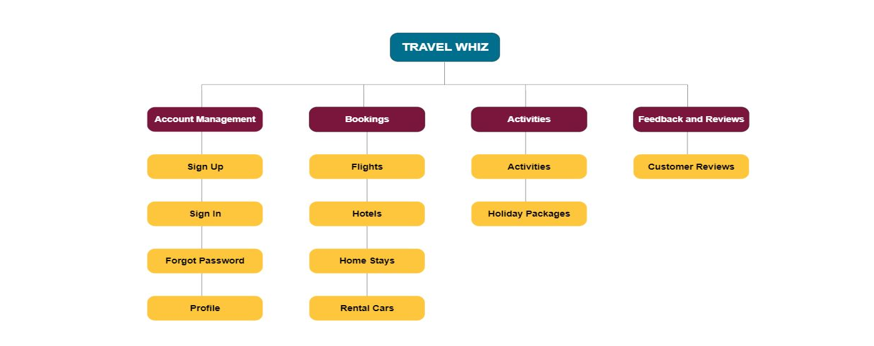 TRAVEL WHIZ
Account Management
Bookings
Activities
Feedback and Reviews
Sign Up
Flights
Activities
Customer Reviews
Sign In
Hotels
Holiday Packages
Forgot Password
Home Stays
Profile
Rental Cars